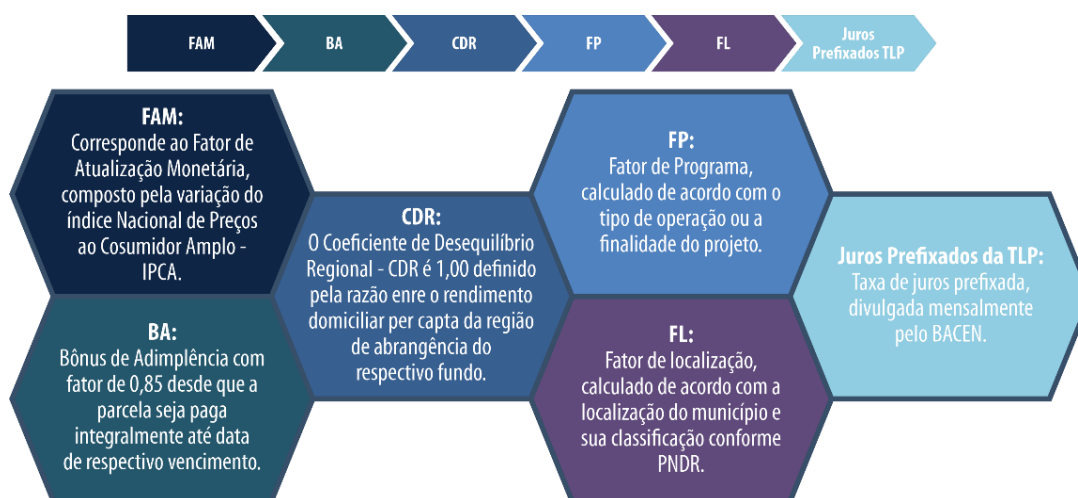 FAM
BA
CDR
FP
FL
Juros
Prefixados TLP
FAM:
Corresponde ao Fator de
Atualização Monetária,
composto pela variação do
índice Nacional de Preços
ao Cosumidor Amplo -
IPCA.
BA:
Bônus de Adimplência com
fator de 0,85 desde que a
parcela seja paga
integralmente até data
de respectivo vencimento.
CDR:
O Coeficiente de Desequilíbrio
Regional - CDR é 1,00 definido
pela razão enre o rendimento
domiciliar per capta da região
de abrangência do
respectivo fundo.
FP:
Fator de Programa,
calculado de acordo com o
tipo de operação ou a
finalidade do projeto.
FL:
Fator de localização,
calculado de acordo com a
localização do município e
sua classificação conforme
PNDR.
Juros Prefixados da TLP:
Taxa de juros prefixada,
divulgada mensalmente
pelo BACEN.